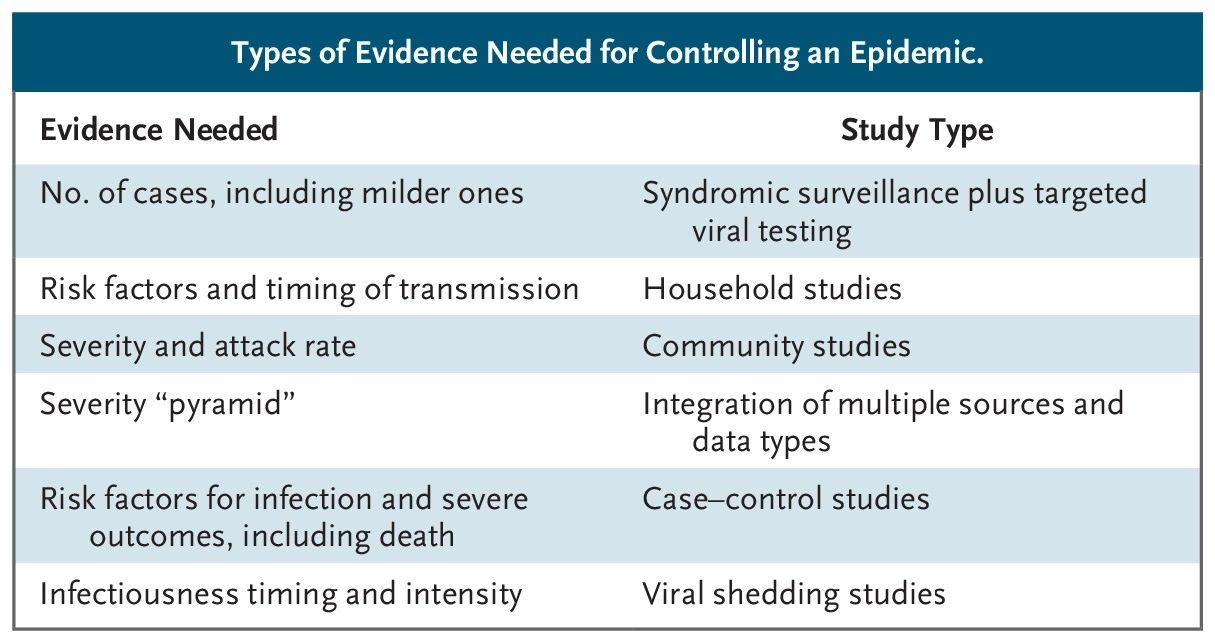 Types of Evidence Needed for Controlling an Epidemic.
Evidence Needed Study Type
No. of cases, including milder ones Syndromic surveillance plus targeted
viral testing
Risk factors and timing of transmission Household studies
Severity and attack rate Community studies
Severity “pyramid” Integration of multiple sources and
data types
Risk factors for infection and severe Case–control studies
outcomes, including death
Infectiousness timing and intensity Viral shedding studies